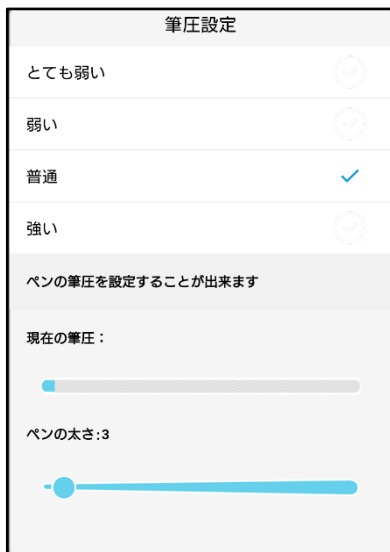 筆圧設定
とても弱い
弱い
普通
強い
ペンの筆圧を設定することが出来ます
現在の筆圧：
ペンの太さ:3